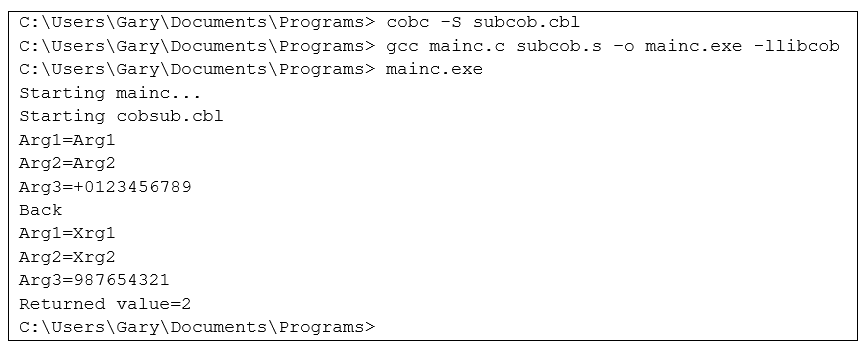 C:\Users\Gary\Documents\Programs> cobc –S subcob.cbl
C:\Users\Gary\Documents\Programs> gcc mainc.c subcob.s –o mainc.exe -llibcob
C:\Users\Gary\Documents\Programs> mainc.exe
Starting mainc...
Starting cobsub.cbl
Arg1=Arg1
Arg2=Arg2
Arg3=+0123456789
Back
Arg1=Xrg1
Arg2=Xrg2
Arg3=987654321
Returned value=2
C:\Users\Gary\Documents\Programs>